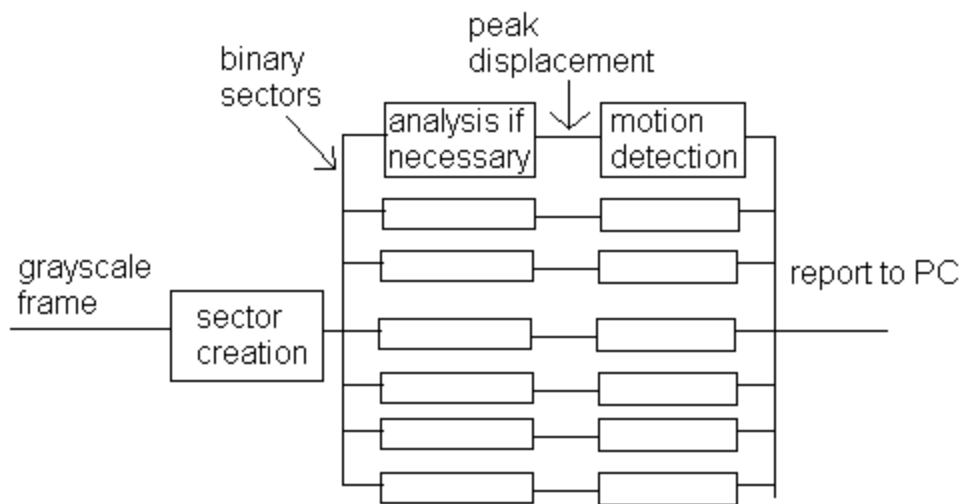 peak
displacement
binary
sectors
analysis if
necessary
motion
detection
grayscale
frame
sector
creation
report to PC